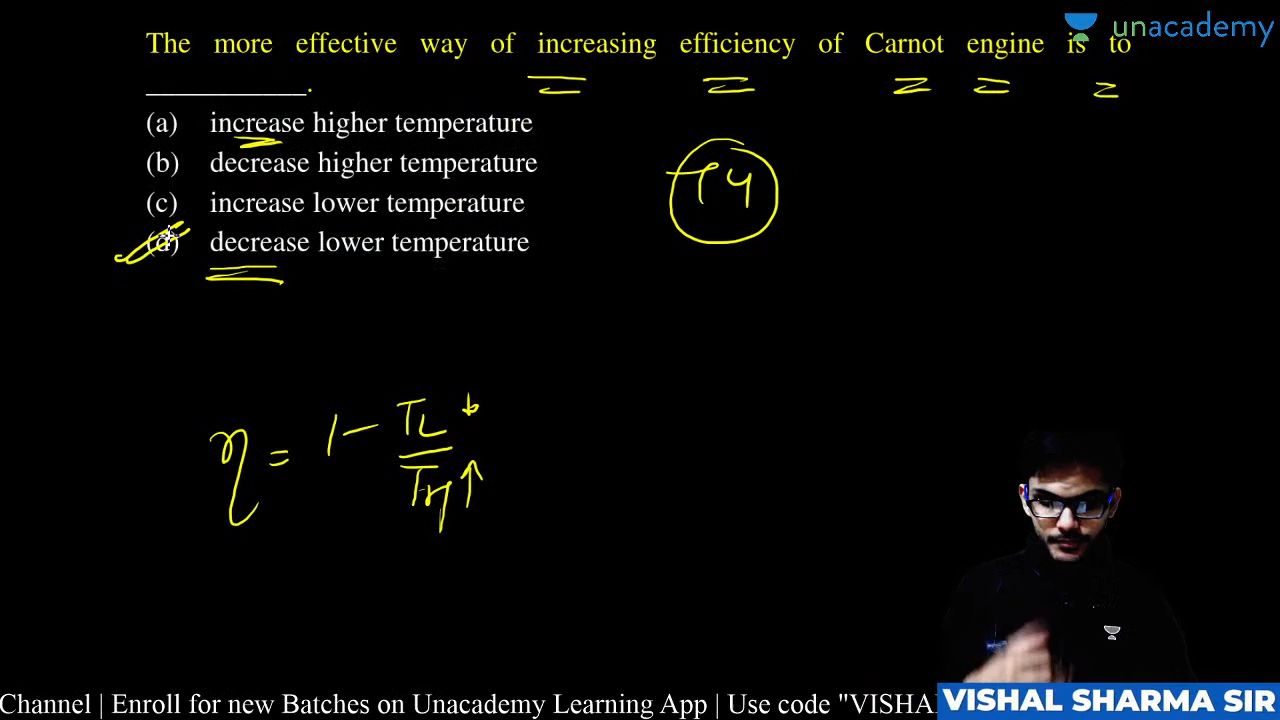 unacademy
The more effective way of increasing efficiency of Carnot engine is to
____________.
(a) increase higher temperature
(b) decrease higher temperature
(c) increase lower temperature
(d) decrease lower temperature
η = 1 - TL ↓
TH ↑
Channel | Enroll for new Batches on Unacademy Learning App | Use code "VISHA
VISHAL SHARMA SIR